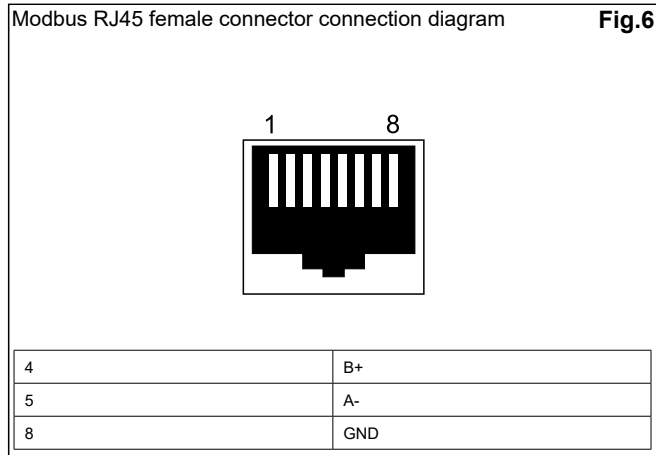 Modbus RJ45 female connector connection diagram Fig.6
1 8
4 B+
5 A-
8 GND